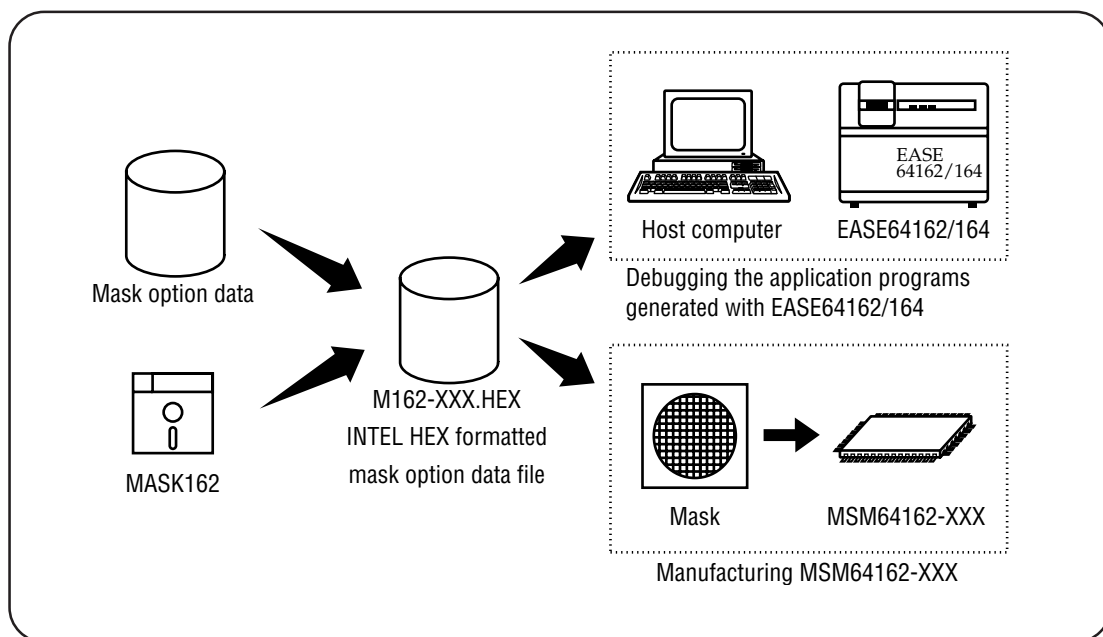 Mask option data
MASK162
M162-XXX.HEX
INTEL HEX formatted
mask option data file
EASE
64162/164
Host computer
EASE64162/164
Debugging the application programs
generated with EASE64162/164
Mask
MSM64162-XXX
Manufacturing MSM64162-XXX